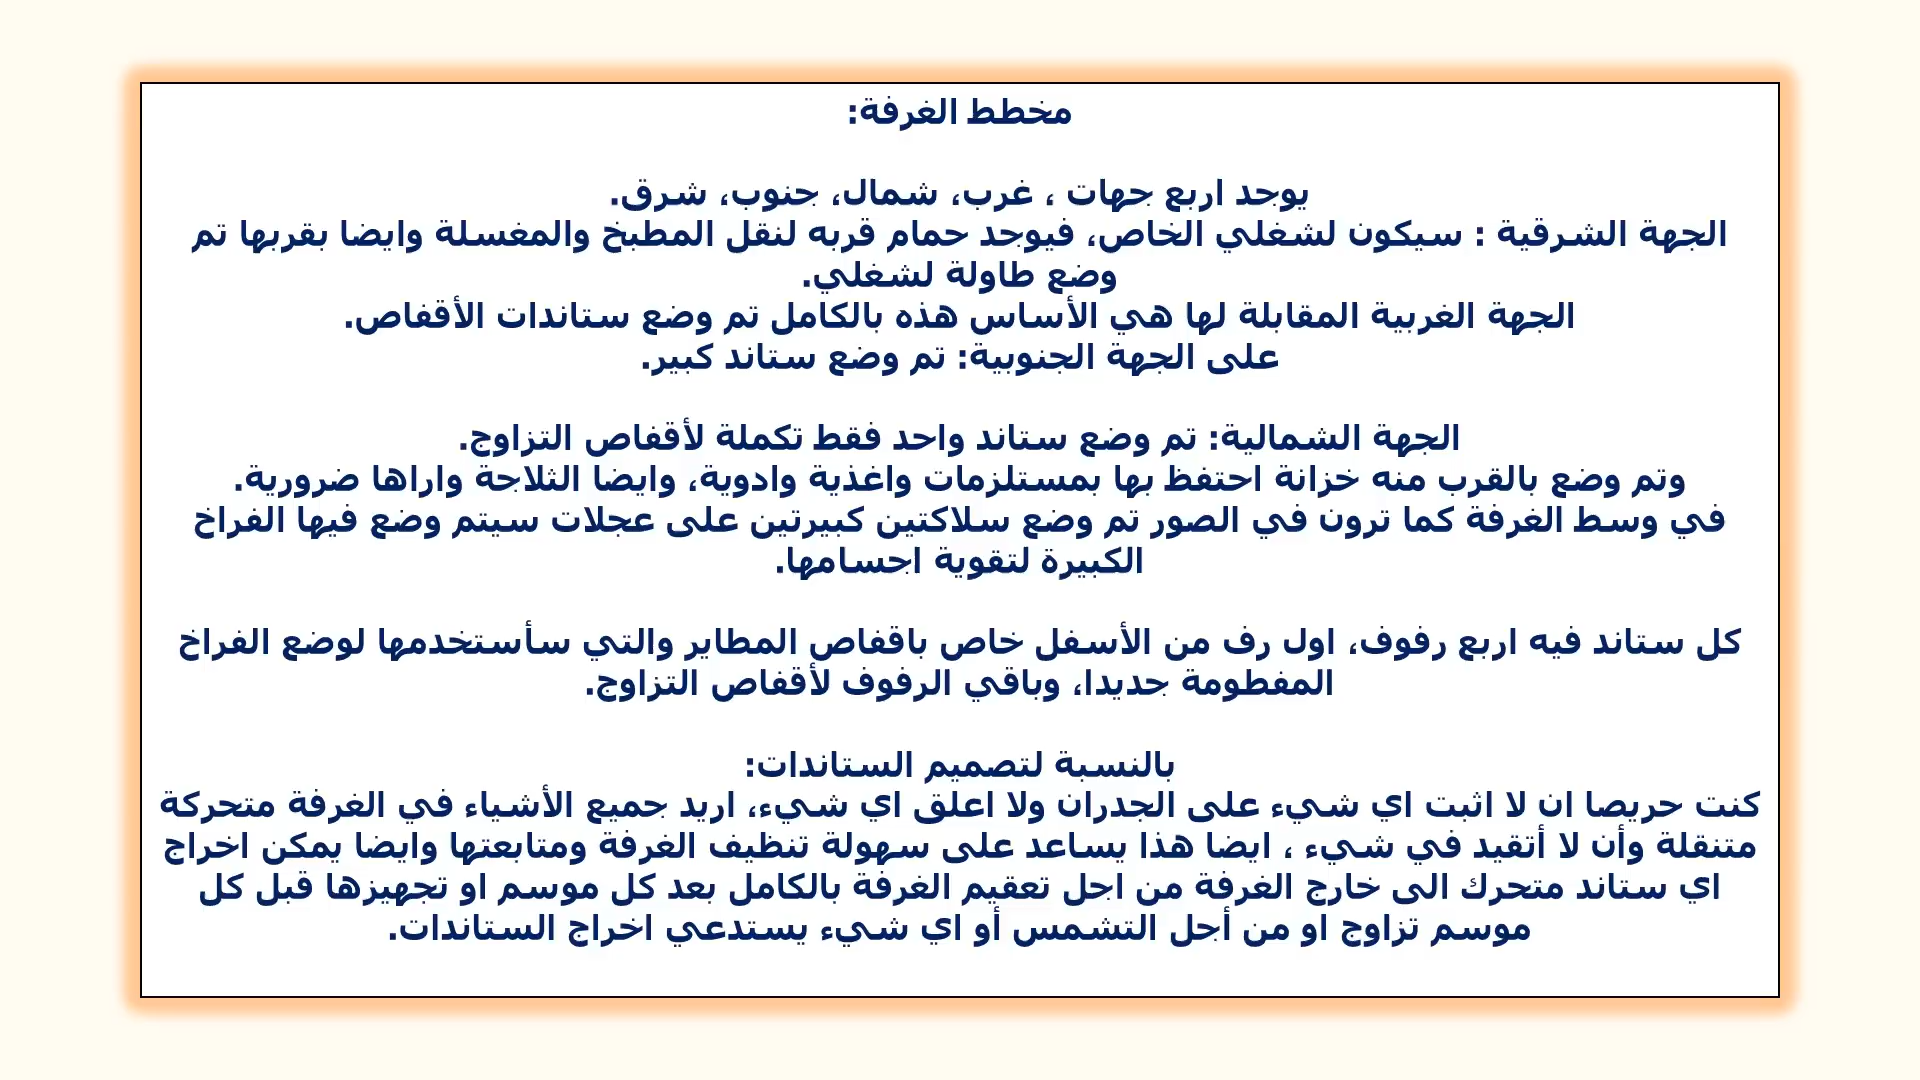 مخطط الغرفة:
يوجد اربع جهات ، غرب، شمال، جنوب، شرق.
الجهة الشرقية : سيكون لشغلي الخاص، فيوجد حمام قربه لنقل المطبخ والمغسلة وايضا بقربها تم
وضع طاولة لشغلي.
الجهة الغربية المقابلة لها هي الأساس هذه بالكامل تم وضع ستاندات الأقفاص.
على الجهة الجنوبية: تم وضع ستاند كبير.
الجهة الشمالية: تم وضع ستاند واحد فقط تكملة لأقفاص التزاوج.
وتم وضع بالقرب منه خزانة احتفظ بها بمستلزمات واغذية وادوية، وايضا الثلاجة واراها ضرورية.
في وسط الغرفة كما ترون في الصور تم وضع سلاكتين كبيرتين على عجلات سيتم وضع فيها الفراخ
الكبيرة لتقوية اجسامها.
كل ستاند فيه اربع رفوف، اول رف من الأسفل خاص باقفاص المطاير والتي سأستخدمها لوضع الفراخ
المفطومة جديدا، وباقي الرفوف لأقفاص التزاوج.
بالنسبة لتصميم الستاندات:
كنت حريصا ان لا اثبت اي شيء على الجدران ولا اعلق اي شيء، اريد جميع الأشياء في الغرفة متحركة
متنقلة وأن لا أتقيد في شيء ، ايضا هذا يساعد على سهولة تنظيف الغرفة ومتابعتها وايضا يمكن اخراج
اي ستاند متحرك الى خارج الغرفة من اجل تعقيم الغرفة بالكامل بعد كل موسم او تجهيزها قبل كل
موسم تزاوج او من أجل التشمس أو اي شيء يستدعي اخراج الستاندات.